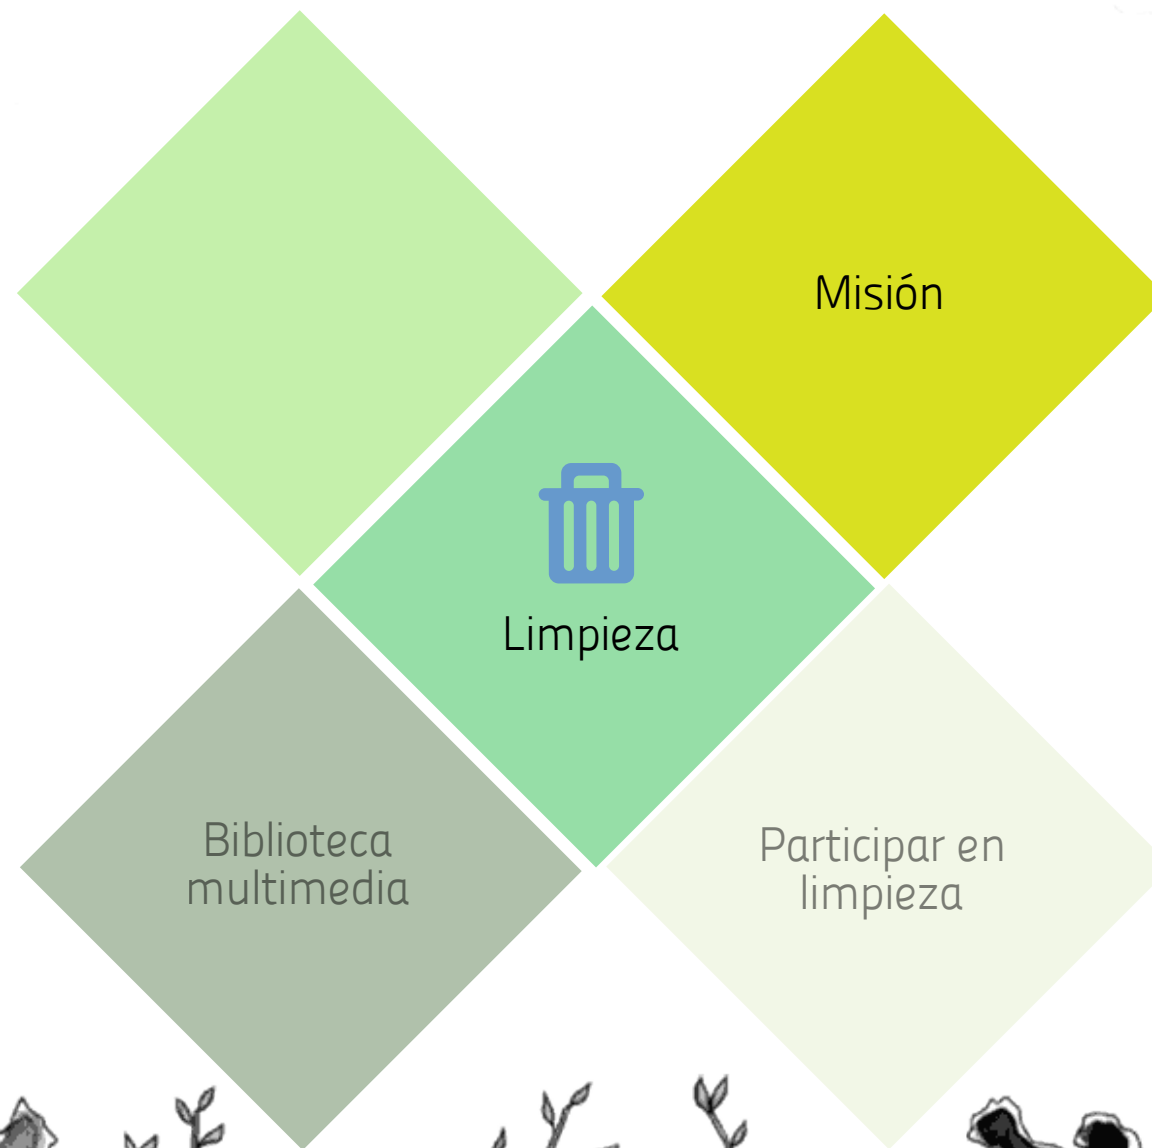 Misión
Limpieza
Biblioteca
multimedia
Participar en
limpieza